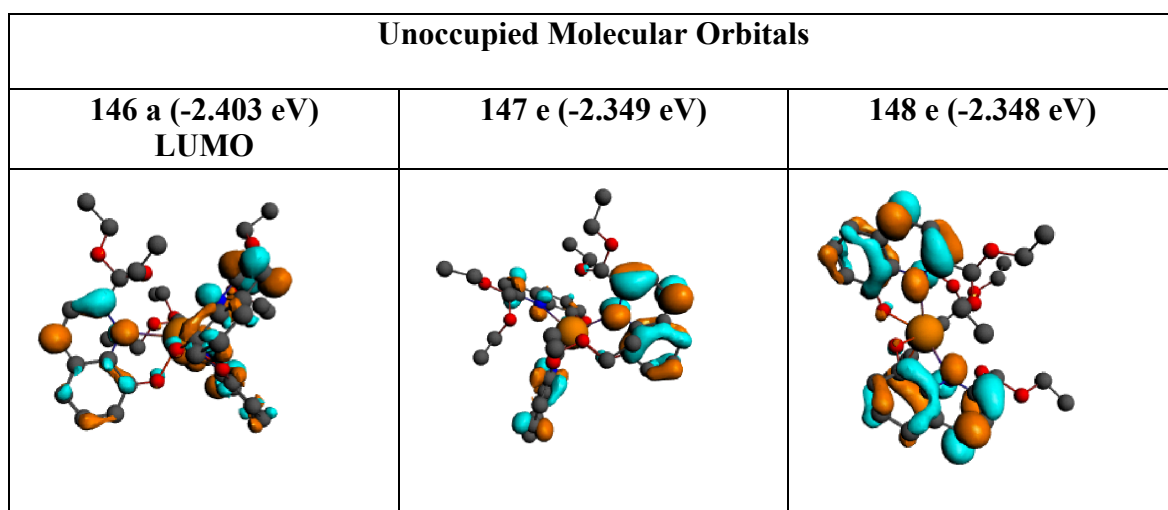 Unoccupied Molecular Orbitals
146 a (-2.403 eV)
LUMO
147 e (-2.349 eV)
148 e (-2.348 eV)